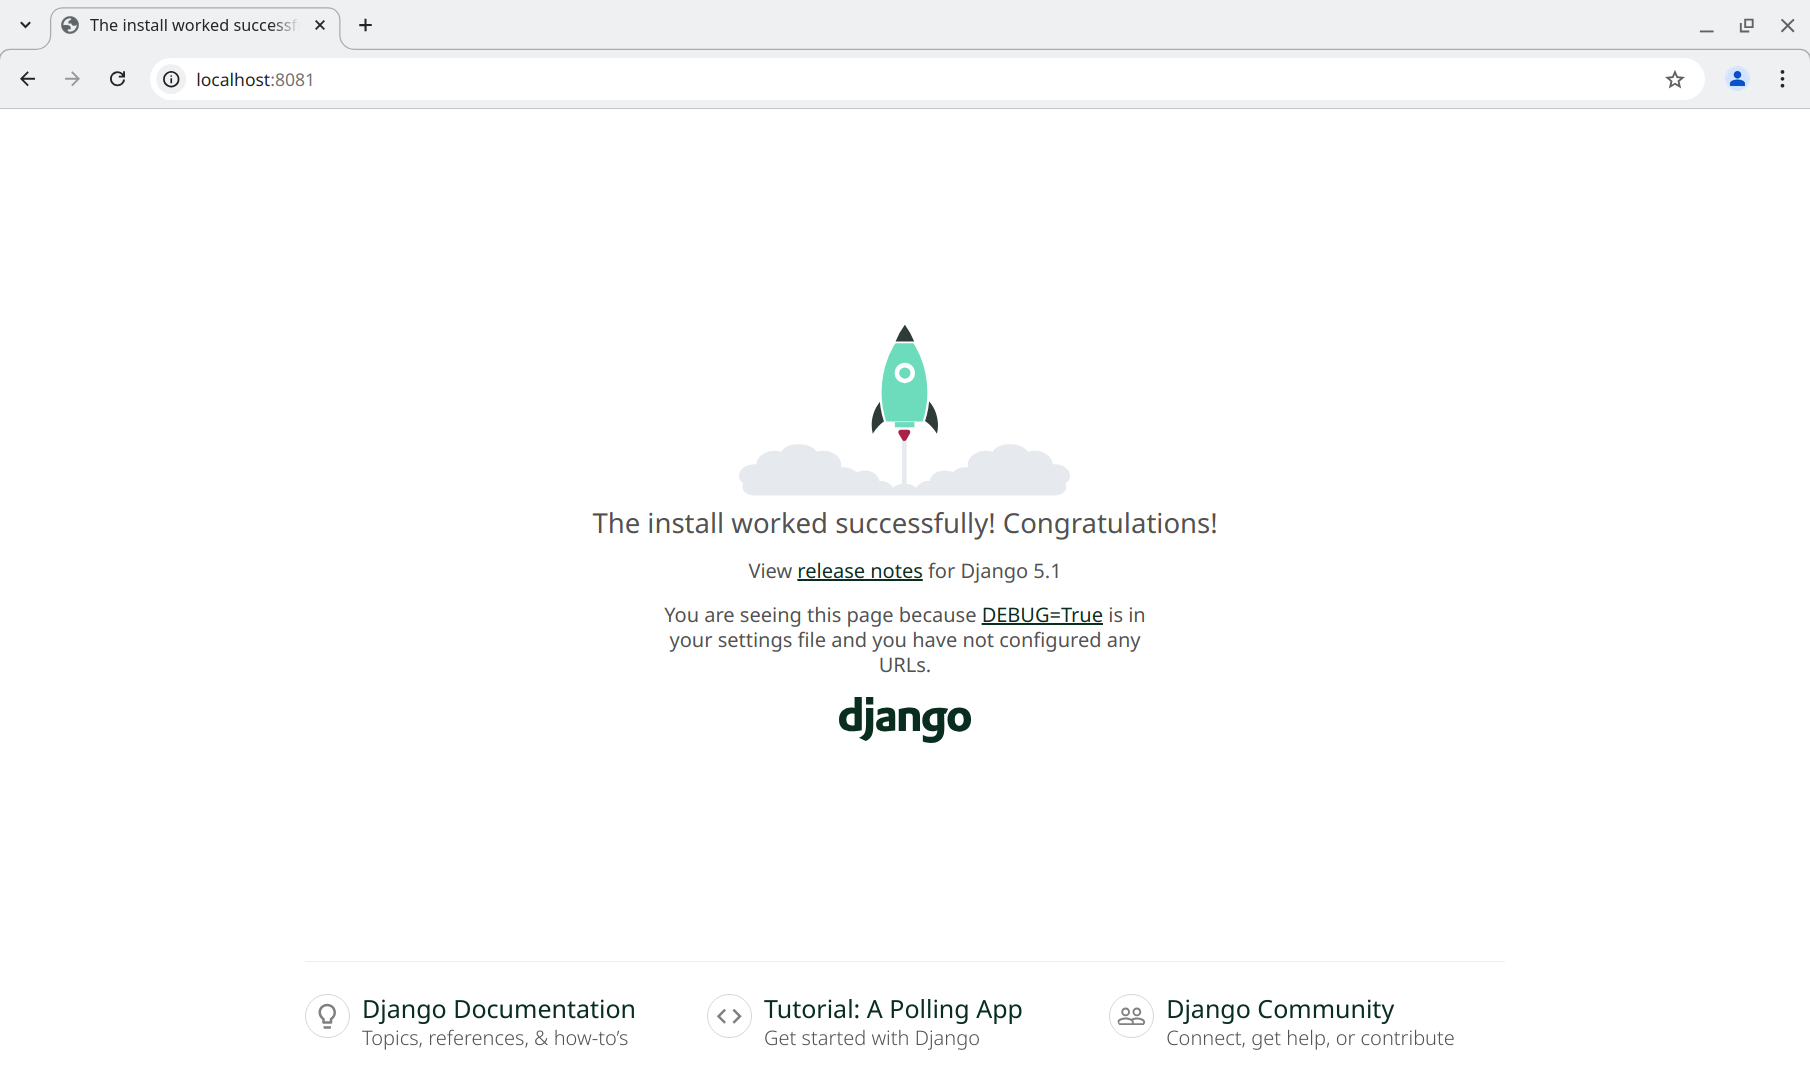 The install worked successf
localhost:8081
The install worked successfully! Congratulations!
View release notes for Django 5.1
You are seeing this page because DEBUG=True is in
your settings file and you have not configured any
URLs.
django
Django Documentation
Topics, references, & how-to’s
Tutorial: A Polling App
Get started with Django
Django Community
Connect, get help, or contribute